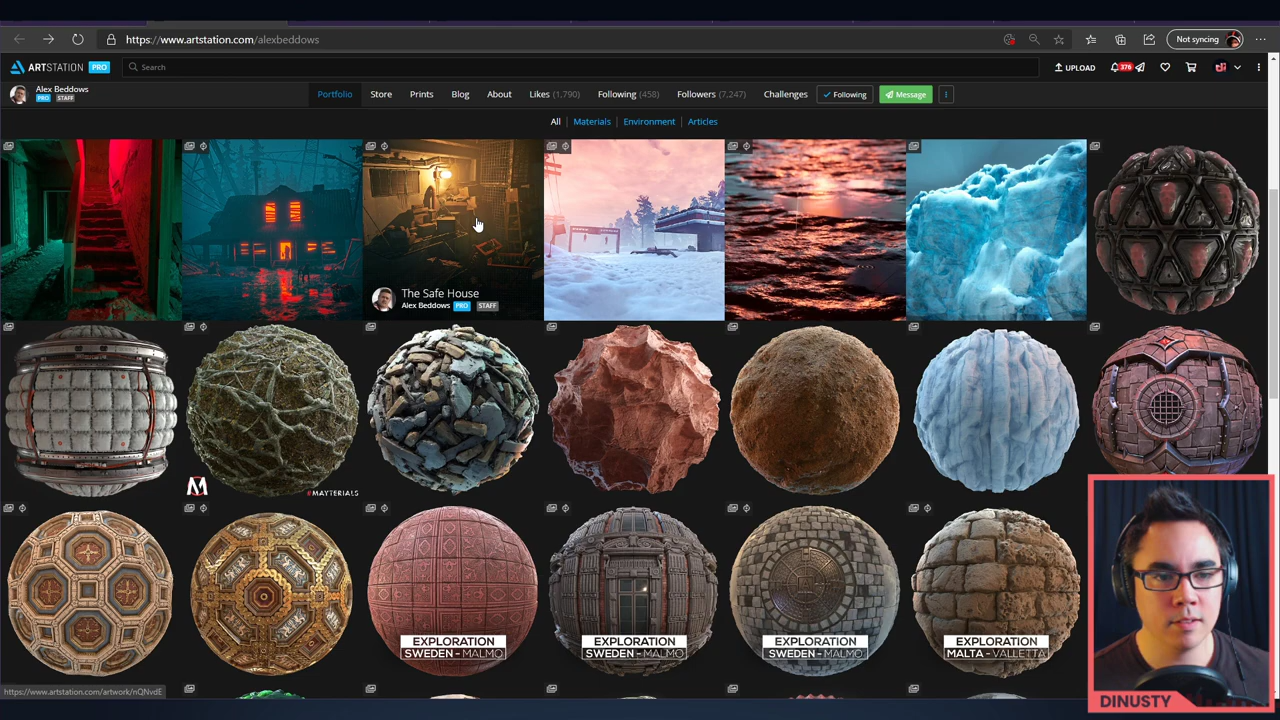 https://www.artstation.com/alexbeddows
Not syncing
ARTSTATION PRO
Search
UPLOAD
376
Alex Beddows
PRO STAFF
Portfolio
Store
Prints
Blog
About
Likes (1,790)
Following (458)
Followers (7,247)
Challenges
Following
Message
All
Materials
Environment
Articles
The Safe House
Alex Beddows PRO STAFF
M
#MAYTERIALS
EXPLORATION
SWEDEN - MALMO
EXPLORATION
SWEDEN - MALMO
EXPLORATION
SWEDEN - MALMO
EXPLORATION
MALTA - VALLETTA
https://www.artstation.com/artwork/nQNvdE
DINUSTY